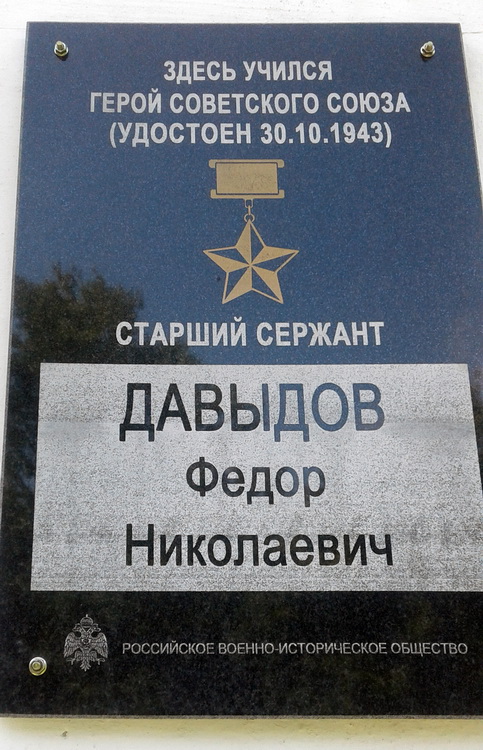 ЗДЕСЬ УЧИЛСЯ
ГЕРОЙ СОВЕТСКОГО СОЮЗА
(УДОСТОЕН 30.10.1943)
СТАРШИЙ СЕРЖАНТ
ДАВЫДОВ
Федор
Николаевич
РОССИЙСКОЕ ВОЕННО-ИСТОРИЧЕСКОЕ ОБЩЕСТВО